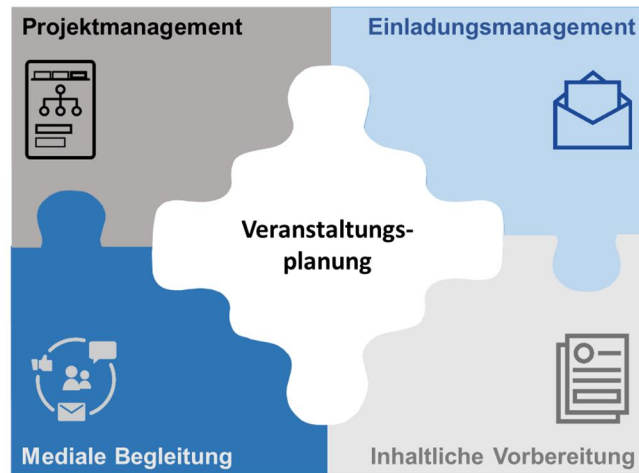 Projektmanagement
Einladungsmanagement
Veranstaltungs-
planung
Mediale Begleitung
Inhaltliche Vorbereitung